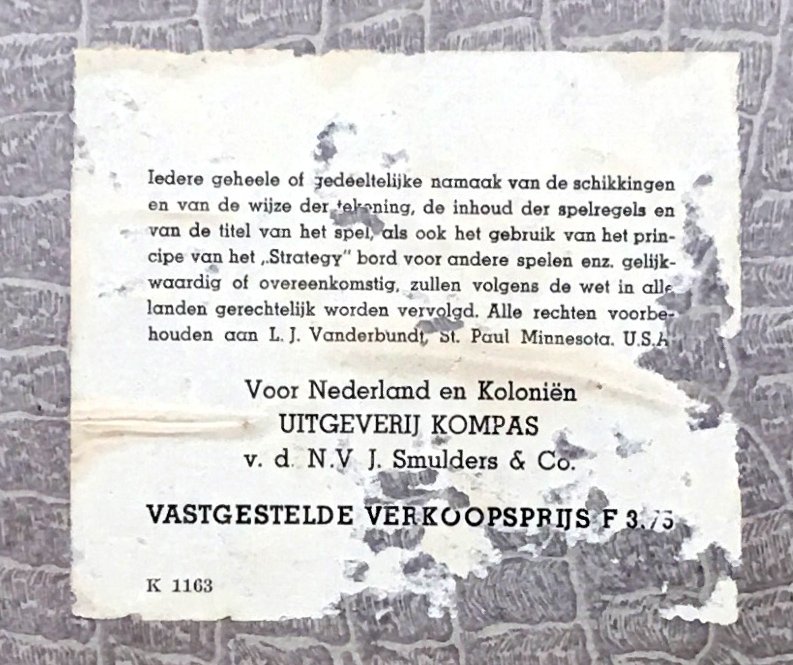 Iedere geheele of gedeeltelijke namaak van de schikkingen
en van de wijze der tekening, de inhoud der spelregels en
van de titel van het spel, als ook het gebruik van het prin-
cipe van het „Strategy" bord voor andere spelen enz. gelijk-
waardig of overeenkomstig, zullen volgens de wet in alle
landen gerechtelijk worden vervolgd. Alle rechten voorbe-
houden aan L. J. Vanderbundt, St. Paul Minnesota. U.S.A
Voor Nederland en Koloniën
UITGEVERIJ KOMPAS
v. d. N.V J. Smulders & Co.
VASTGESTELDE VERKOOPSPRIJS F 3.75
K 1163